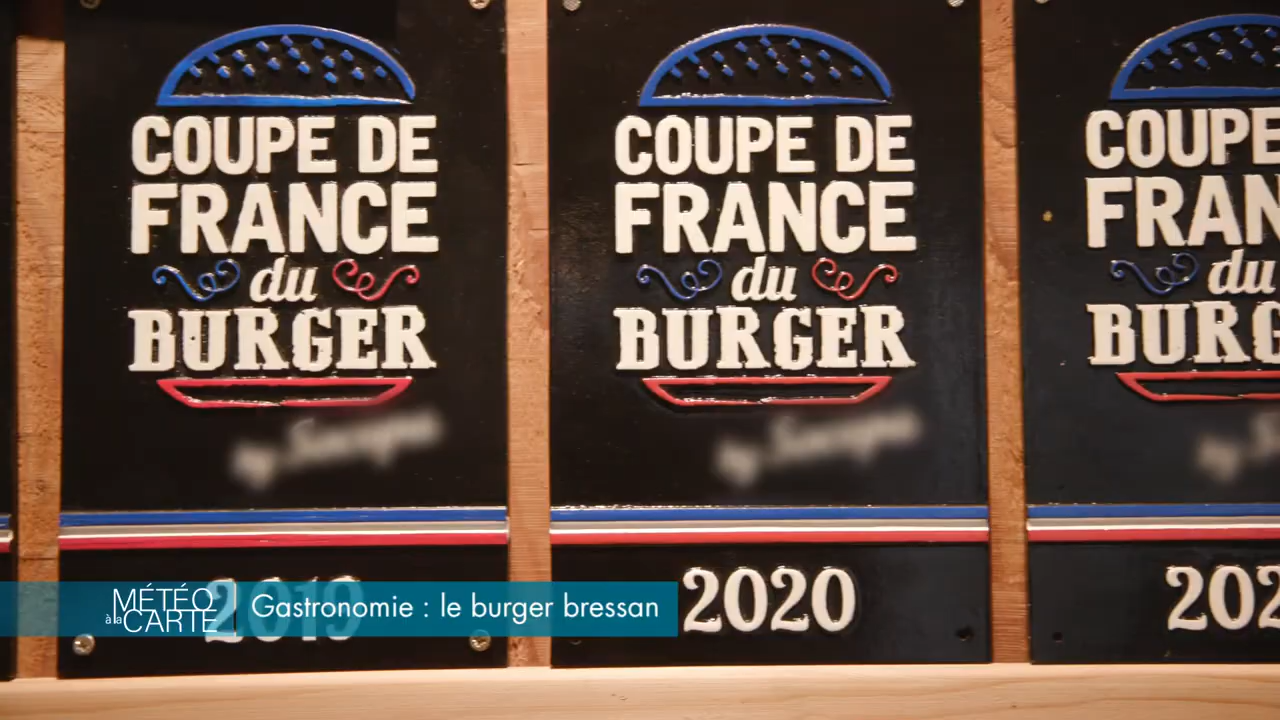 COUPE DE
FRANCE
du
BURGER
2019
COUPE DE
FRANCE
du
BURGER
2020
COUPE
FRAN
du
BURG
202
MÉTÉO
à la CARTE
Gastronomie : le burger bressan